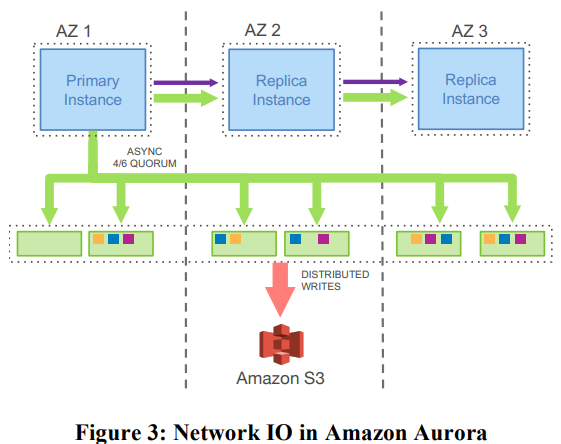 AZ 1
AZ 2
AZ 3
Primary
Instance
Replica
Instance
Replica
Instance
ASYNC
4/6 QUORUM
DISTRIBUTED
WRITES
Amazon S3
Figure 3: Network IO in Amazon Aurora